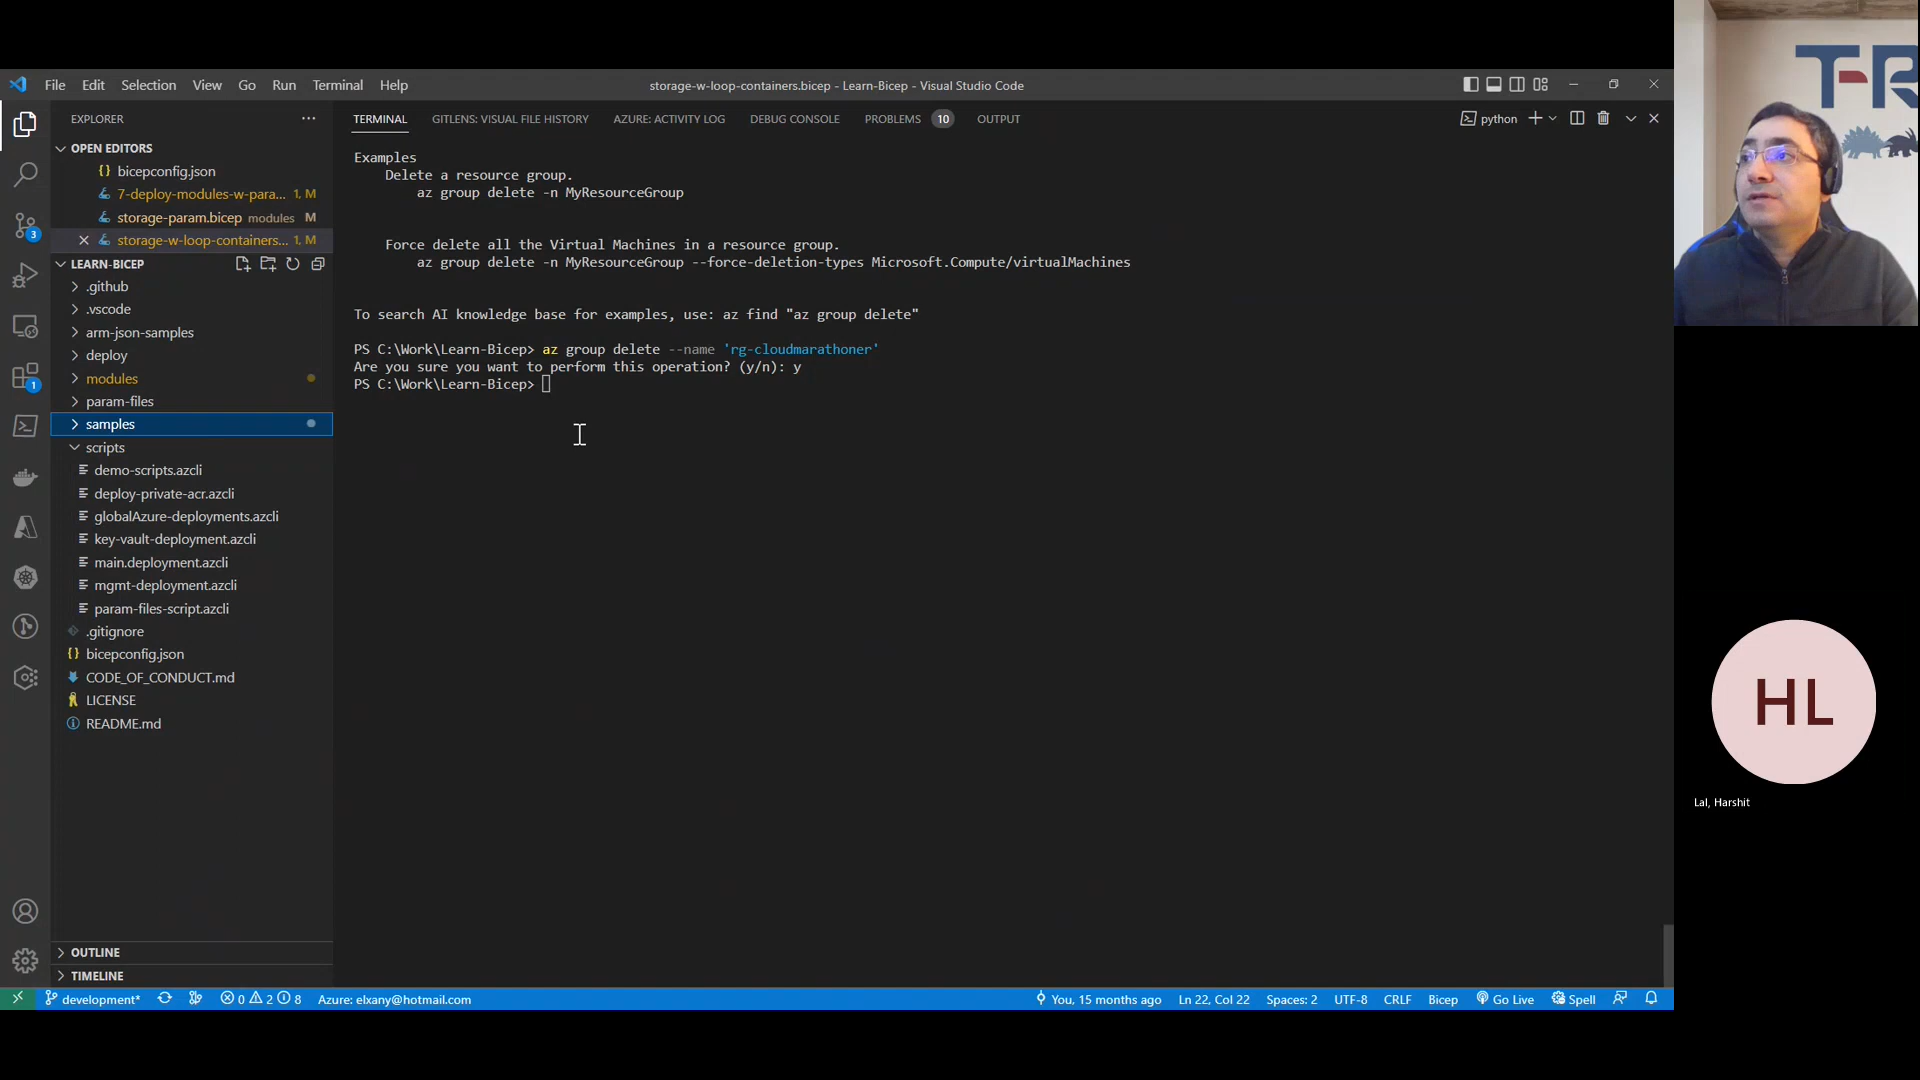 File Edit Selection View Go Run Terminal Help
storage-w-loop-containers.bicep - Learn-Bicep - Visual Studio Code
EXPLORER
OPEN EDITORS
bicepconfig.json
7-deploy-modules-w-para... 1, M
storage-param.bicep modules M
storage-w-loop-containers... 1, M
LEARN-BICEP
.github
.vscode
arm-json-samples
deploy
modules
param-files
samples
scripts
demo-scripts.azcli
deploy-private-acr.azcli
globalAzure-deployments.azcli
key-vault-deployment.azcli
main.deployment.azcli
mgmt-deployment.azcli
param-files-script.azcli
.gitignore
bicepconfig.json
CODE_OF_CONDUCT.md
LICENSE
README.md
OUTLINE
TIMELINE
3
1
TERMINAL GITLENS: VISUAL FILE HISTORY AZURE: ACTIVITY LOG DEBUG CONSOLE PROBLEMS 10 OUTPUT
python
Examples
Delete a resource group.
az group delete -n MyResourceGroup
Force delete all the Virtual Machines in a resource group.
az group delete -n MyResourceGroup --force-deletion-types Microsoft.Compute/virtualMachines
To search AI knowledge base for examples, use: az find "az group delete"
PS C:\Work\Learn-Bicep> az group delete --name 'rg-cloudmarathoner'
Are you sure you want to perform this operation? (y/n): y
PS C:\Work\Learn-Bicep>
development* 0 2 8 Azure: elxany@hotmail.com
You, 15 months ago Ln 22, Col 22 Spaces: 2 UTF-8 CRLF Bicep Go Live Spell
T-R
HL
Lal, Harshit